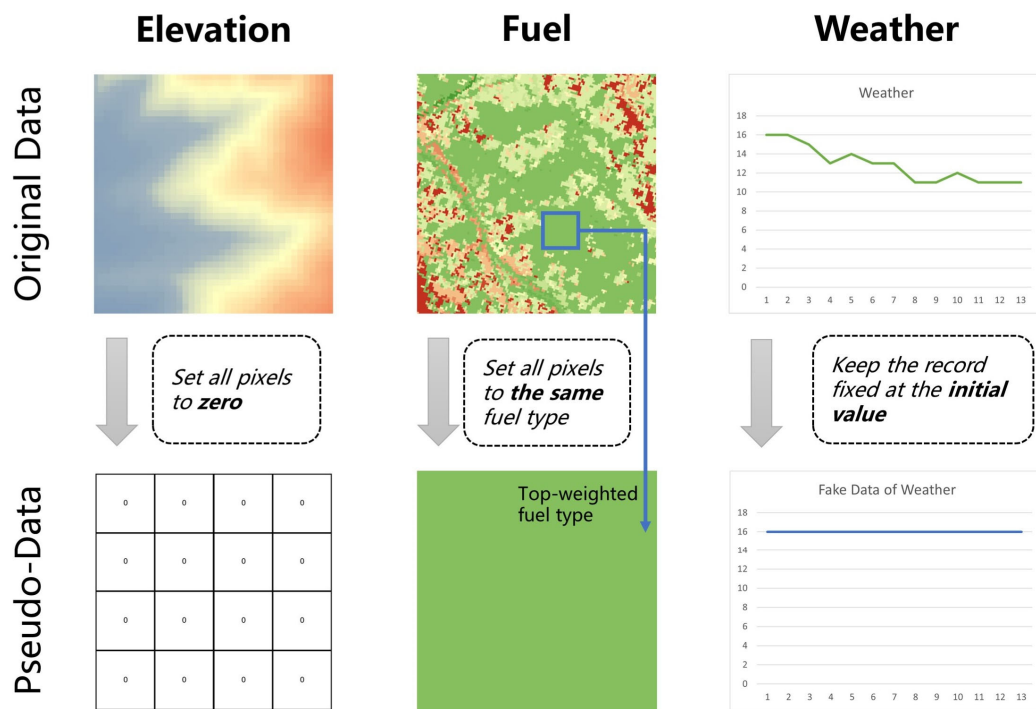 Elevation
Fuel
Weather
Original Data
Weather
18
16
14
12
10
8
6
4
2
0
1 2 3 4 5 6 7 8 9 10 11 12 13
Set all pixels
to zero
Set all pixels
to the same
fuel type
Keep the record
fixed at the initial
value
Pseudo-Data
0 0 0 0
0 0 0 0
0 0 0 0
0 0 0 0
Top-weighted
fuel type
Fake Data of Weather
18
16
14
12
10
8
6
4
2
0
1 2 3 4 5 6 7 8 9 10 11 12 13